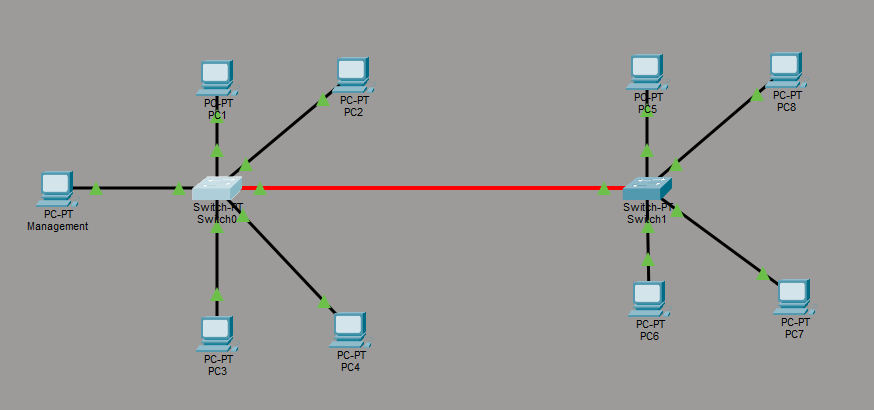 PC-PT
PC1
PC-PT
PC2
PC-PT
PC5
PC-PT
PC8
PC-PT
Management
Switch-PT
Switch0
Switch-PT
Switch1
PC-PT
PC3
PC-PT
PC4
PC-PT
PC6
PC-PT
PC7